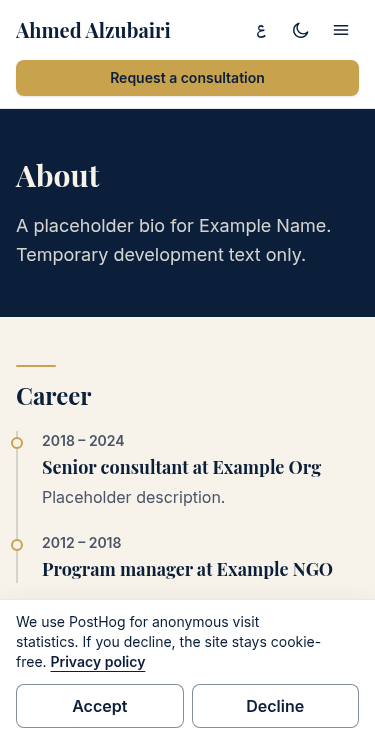 Ahmed Alzubairi
ع
Request a consultation
About
A placeholder bio for Example Name.
Temporary development text only.
Career
2018 – 2024
Senior consultant at Example Org
Placeholder description.
2012 – 2018
Program manager at Example NGO
We use PostHog for anonymous visit
statistics. If you decline, the site stays cookie-
free. Privacy policy
Accept
Decline